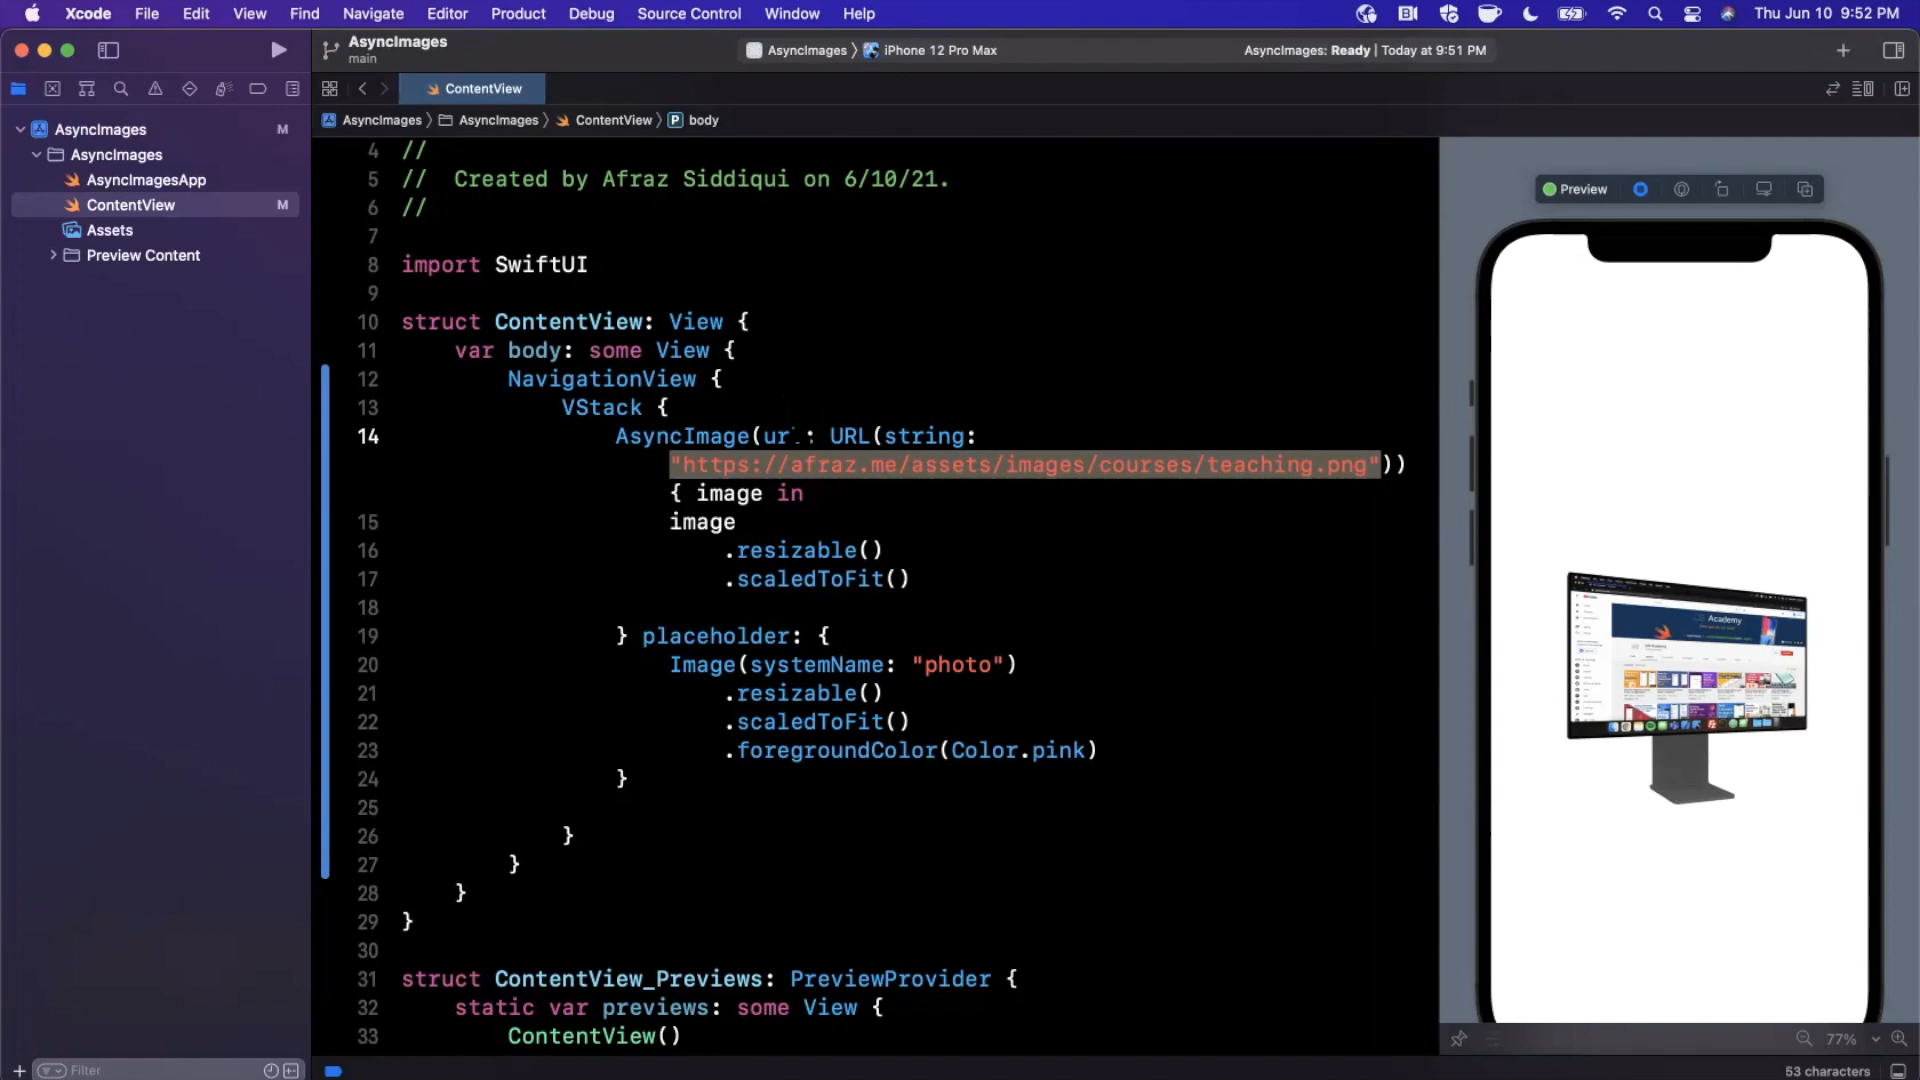 Xcode File Edit View Find Navigate Editor Product Debug Source Control Window Help Thu Jun 10 9:52 PM
AsyncImages
main
AsyncImages iPhone 12 Pro Max
AsyncImages: Ready | Today at 9:51 PM
ContentView
AsyncImages AsyncImages ContentView P body
AsyncImages M
AsyncImages
AsyncImagesApp
ContentView M
Assets
Preview Content
Filter
4 //
5 //  Created by Afraz Siddiqui on 6/10/21.
6 //
7
8 import SwiftUI
9
10 struct ContentView: View {
11     var body: some View {
12         NavigationView {
13             VStack {
14                 AsyncImage(url: URL(string:
"https://afraz.me/assets/images/courses/teaching.png"))
{ image in
15                     image
16                         .resizable()
17                         .scaledToFit()
18
19                 } placeholder: {
20                     Image(systemName: "photo")
21                         .resizable()
22                         .scaledToFit()
23                         .foregroundColor(Color.pink)
24                 }
25
26             }
27         }
28     }
29 }
30
31 struct ContentView_Previews: PreviewProvider {
32     static var previews: some View {
33         ContentView()
Preview
Academy
77%
53 characters